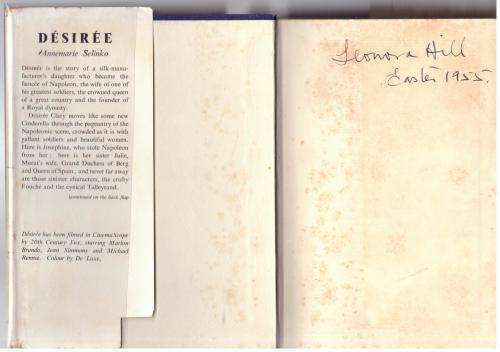 DÉSIRÉE
Annemarie Selinko
Désirée is the story of a silk-manu-
facturer's daughter who became the
fiancée of Napoleon, the wife of one of
his greatest soldiers, the crowned queen
of a great country and the founder of
a Royal dynasty.
Désirée Clary moves like some new
Cinderella through the pageantry of the
Napoleonic scene, crowded as it is with
gallant soldiers and beautiful women.
Here is Josephine, who stole Napoleon
from her; here is her sister Julie,
Murat's wife, Grand Duchess of Berg
and Queen of Spain; and never far away
are those sinister characters, the crafty
Fouché and the cynical Talleyrand.
(continued on the back flap
Désirée has been filmed in CinemaScope
by 20th Century Fox, starring Marlon
Brando, Jean Simmons and Michael
Rennie. Colour by De Luxe,
Leonora Hill
Easter 1955.